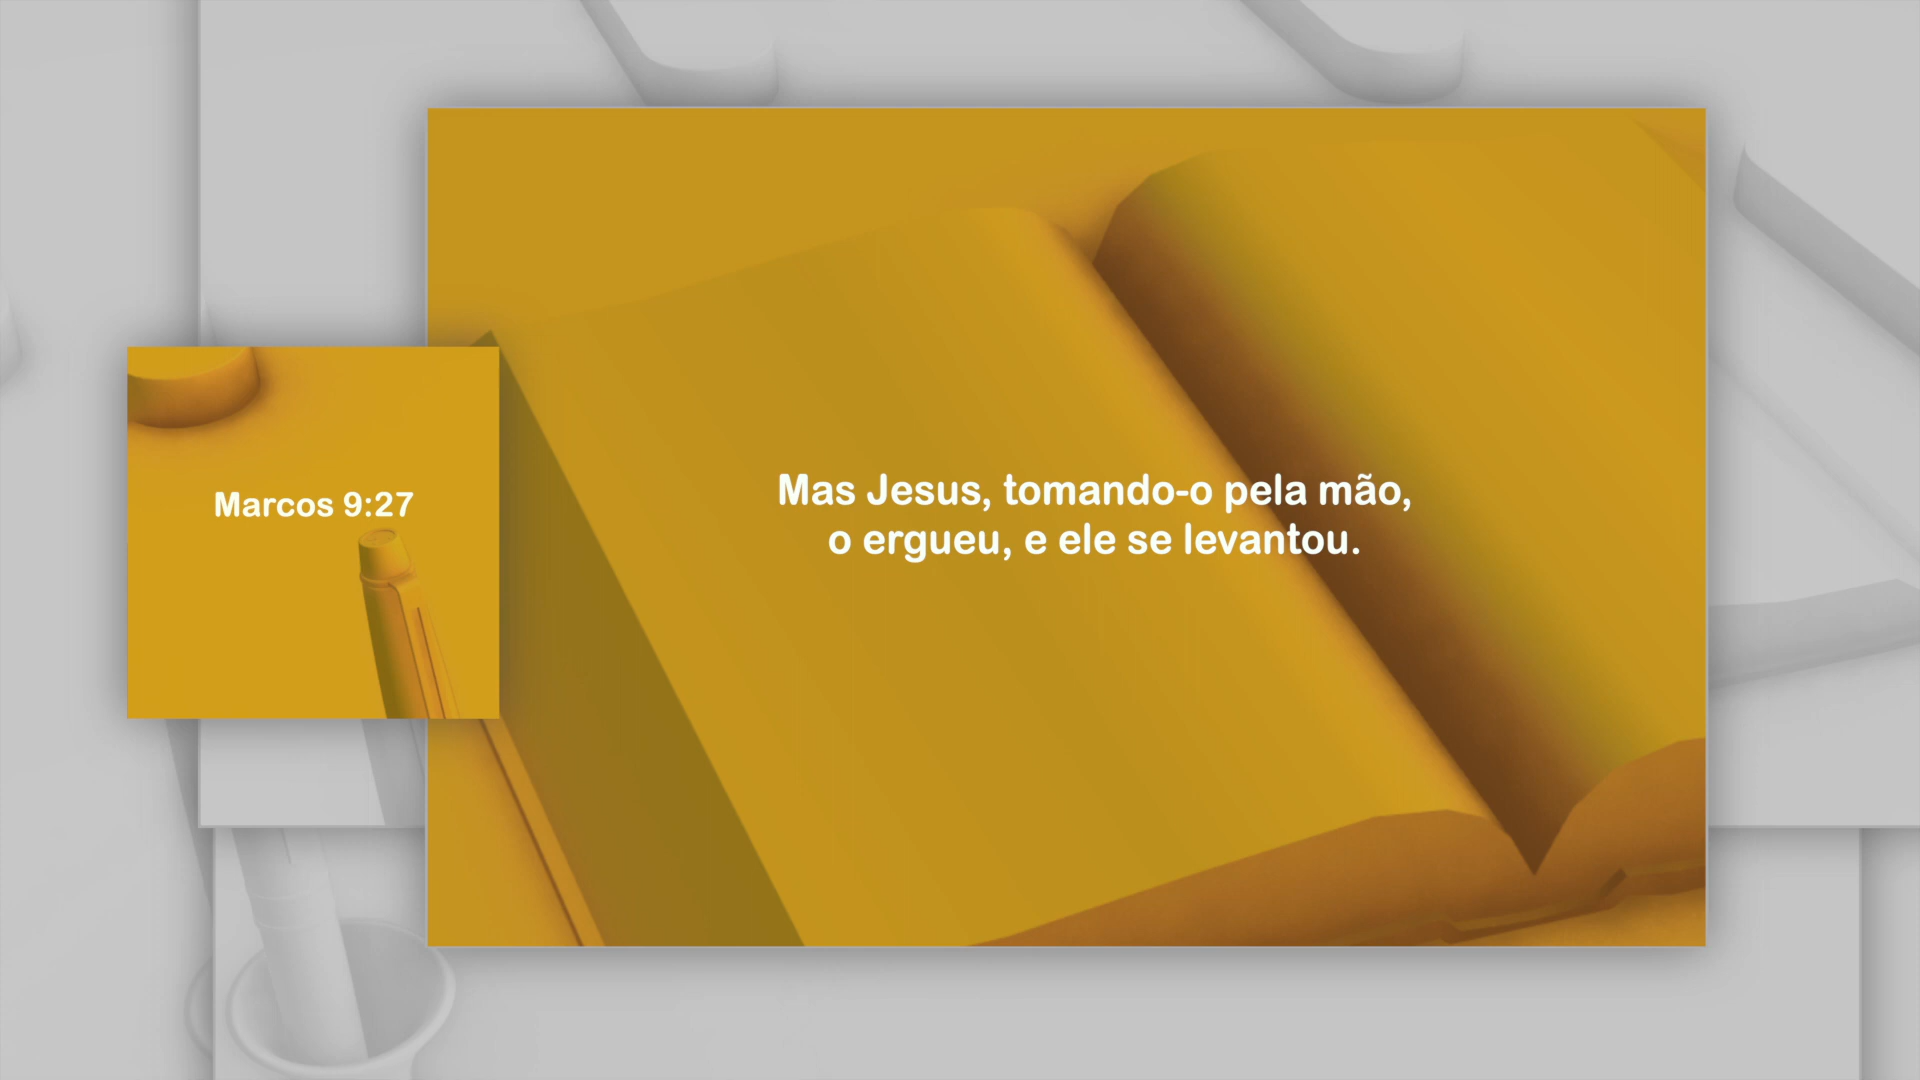 Marcos 9:27
Mas Jesus, tomando-o pela mão,
o ergueu, e ele se levantou.